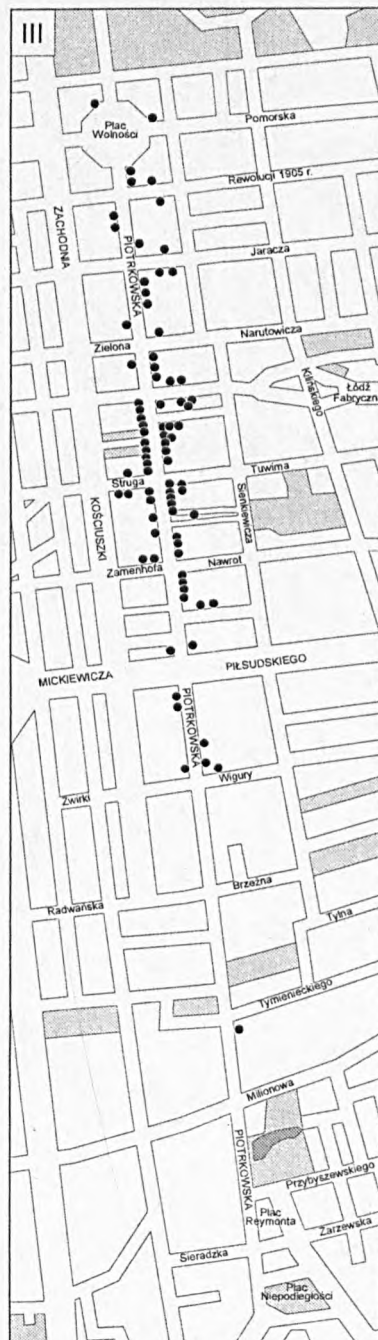 III
Pomorska
Plac
Wolności
Rewolucji 1905 r.
ZACHODNIA
PIOTRKOWSKA
Jaracza
Narutowicza
Zielona
Kilińskiego
Łódź
Fabryczn
Tuwima
Struga
KOŚCIUSZKI
Sienkiewicza
Nawrot
Zamenhofa
PIŁSUDSKIEGO
MICKIEWICZA
PIOTRKOWSKA
Wigury
Żwirki
Brzeźna
Radwańska
Tylna
Tymienieckiego
Milionowa
PIOTRKOWSKA
Przybyszewskiego
Plac
Reymonta
Zarzewska
Sieradzka
Plac
Niepodległości